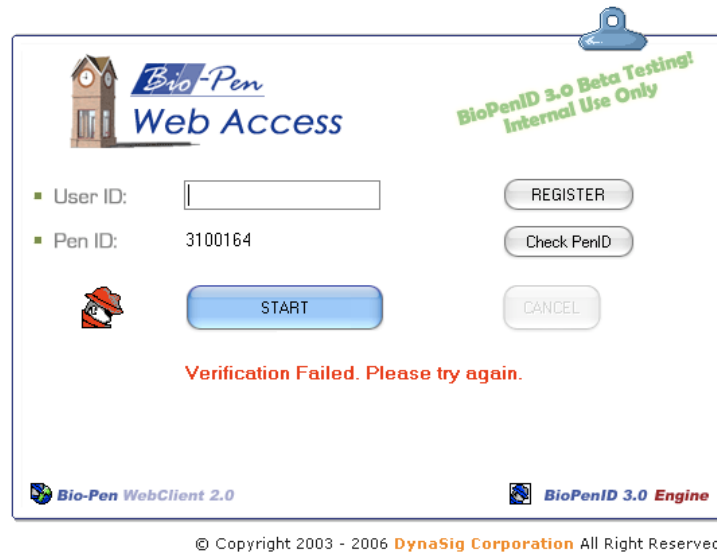 Bio-Pen
Web Access
BioPenID 3.0 Beta Testing!
Internal Use Only
User ID:
REGISTER
Pen ID: 3100164
Check PenID
START
CANCEL
Verification Failed. Please try again.
Bio-Pen WebClient 2.0
BioPenID 3.0 Engine
© Copyright 2003 - 2006 DynaSig Corporation All Right Reserved